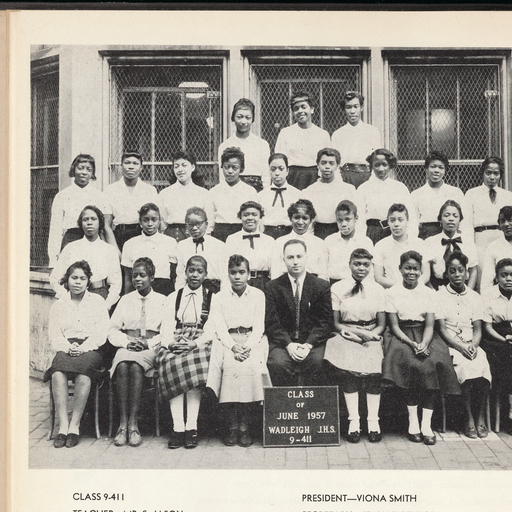 CLASS
OF
JUNE 1957
WADLEIGH J.H.S.
9-411
CLASS 9-411
PRESIDENT—VIONA SMITH